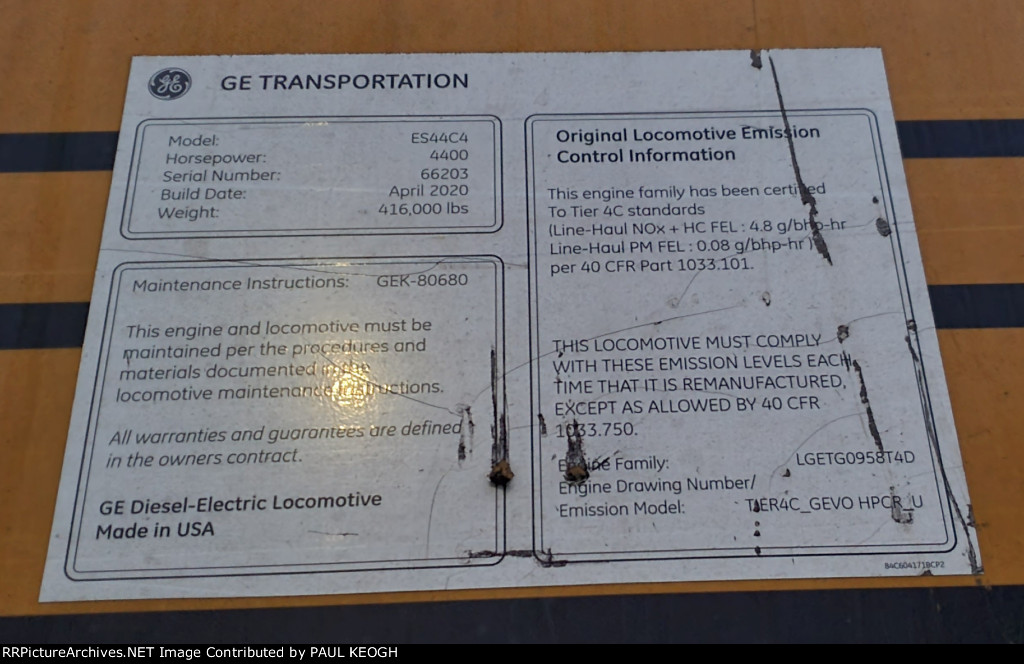 GE
GE TRANSPORTATION
Model: ES44C4
Horsepower: 4400
Serial Number: 66203
Build Date: April 2020
Weight: 416,000 lbs
Maintenance Instructions: GEK-80680
This engine and locomotive must be
maintained per the procedures and
materials documented in the
locomotive maintenance instructions.
All warranties and guarantees are defined
in the owners contract.
GE Diesel-Electric Locomotive
Made in USA
Original Locomotive Emission
Control Information
This engine family has been certified
To Tier 4C standards
(Line-Haul NOx + HC FEL : 4.8 g/bhp-hr
Line-Haul PM FEL : 0.08 g/bhp-hr )
per 40 CFR Part 1033.101.
THIS LOCOMOTIVE MUST COMPLY
WITH THESE EMISSION LEVELS EACH
TIME THAT IT IS REMANUFACTURED,
EXCEPT AS ALLOWED BY 40 CFR
1033.750.
Engine Family: LGETG0958T4D
Engine Drawing Number/
Emission Model: TIER4C_GEVO HPCR_U
84C604171BCP2
RRPictureArchives.NET Image Contributed by PAUL KEOGH